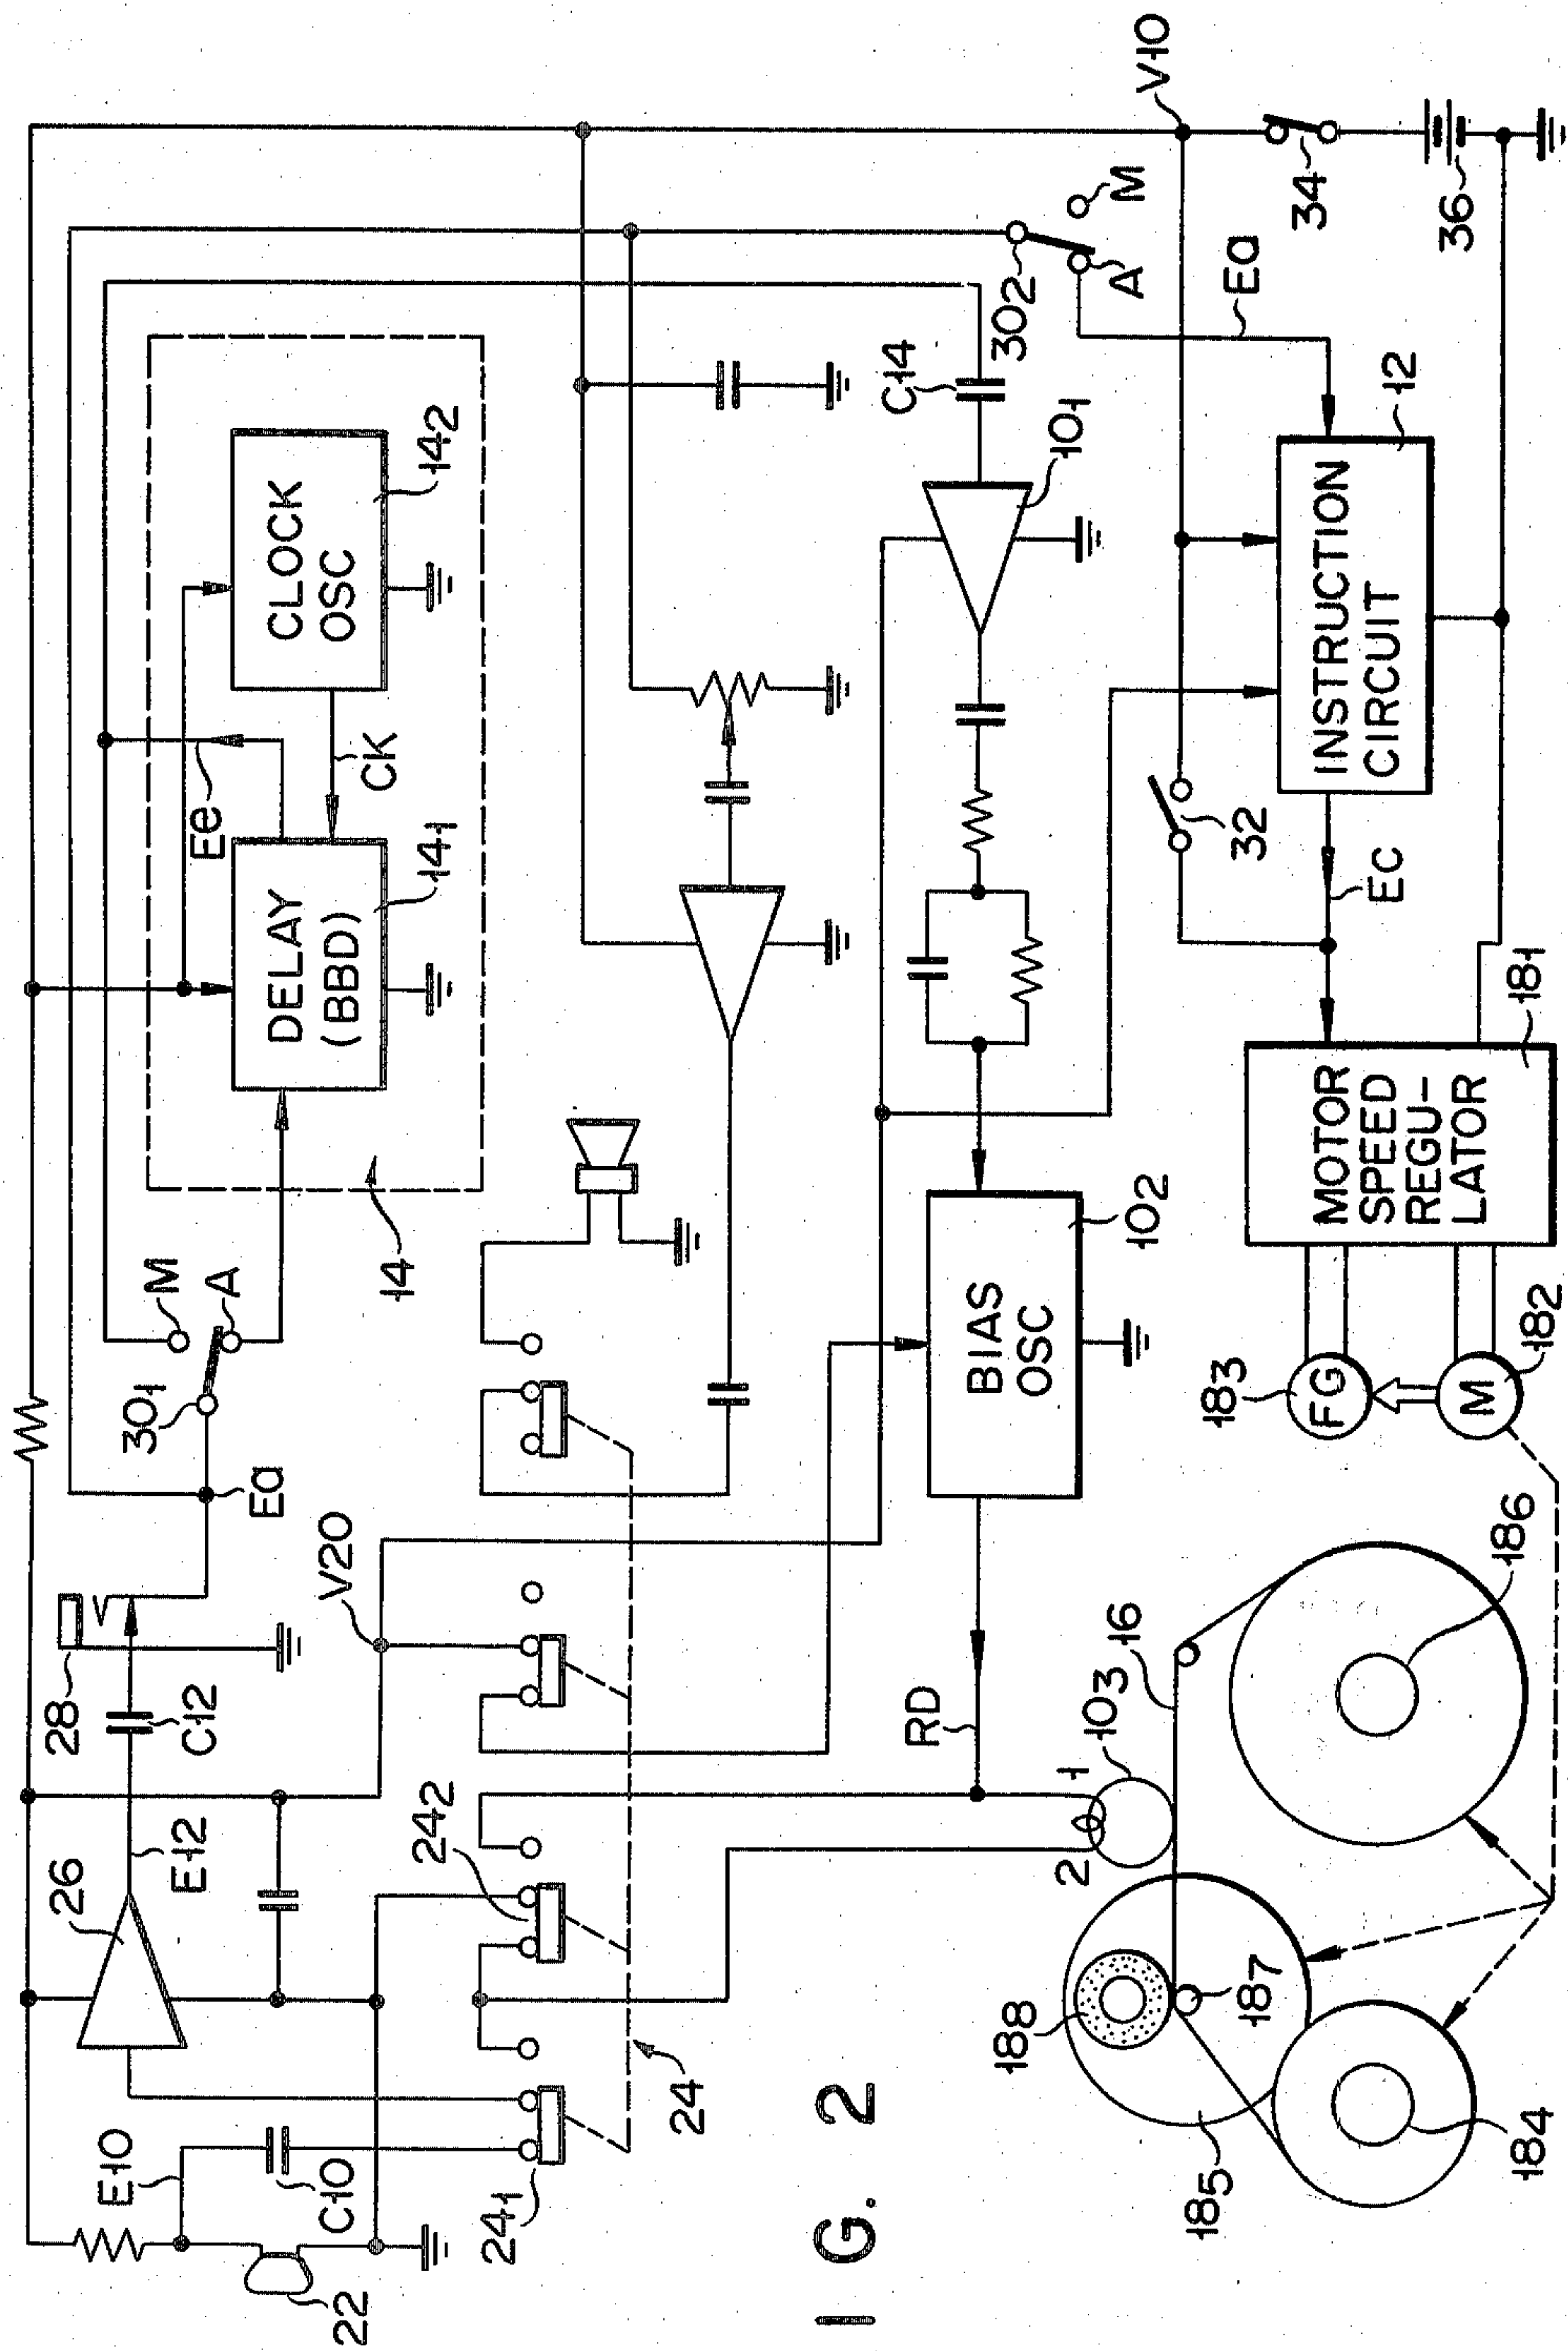 FIG. 2
22
E10
C10
24₁
26
E12
28
C12
24₂
24
V20
Ea
30₁
M
A
14
DELAY
(BBD)
14₁
Ee
CK
CLOCK
OSC
14₂
C14
10₁
30₂
A
M
V10
Ea
34
36
12
INSTRUCTION
CIRCUIT
32
EC
MOTOR
SPEED
REGU-
LATOR
18₁
BIAS
OSC
10₂
RD
18₃
FG
M
18₂
1
2
10₃
16
18₆
18₈
18₇
18₅
18₄